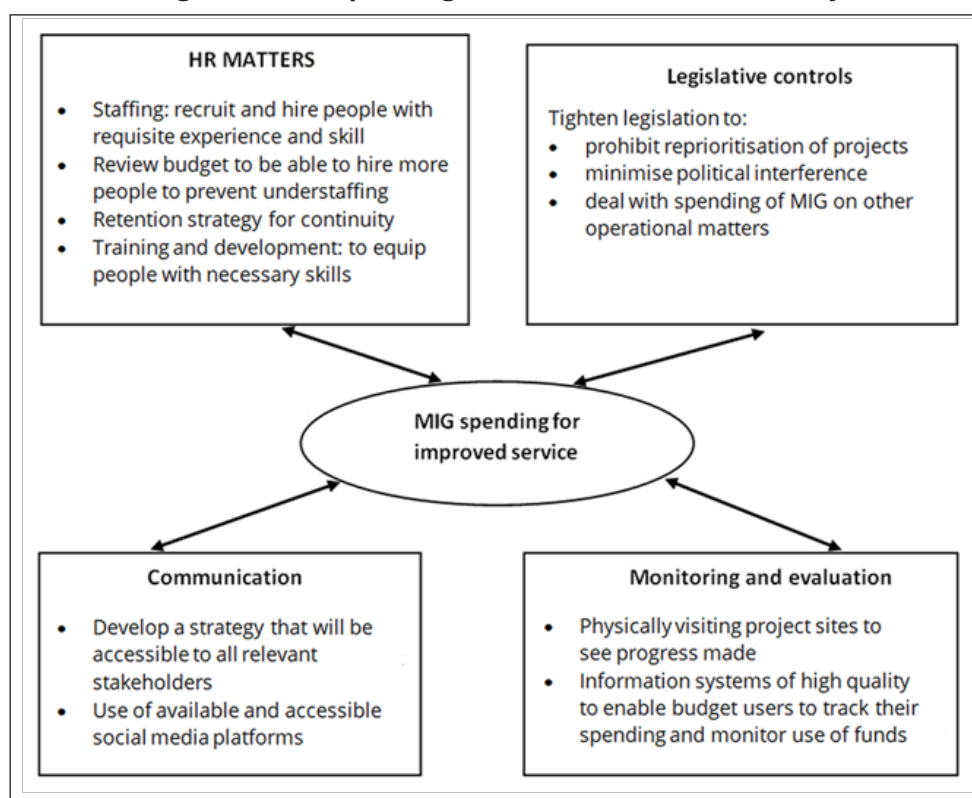 HR MATTERS
• Staffing: recruit and hire people with
requisite experience and skill
• Review budget to be able to hire more
people to prevent understaffing
• Retention strategy for continuity
• Training and development: to equip
people with necessary skills
Legislative controls
Tighten legislation to:
• prohibit reprioritisation of projects
• minimise political interference
• deal with spending of MIG on other
operational matters
MIG spending for
improved service
Communication
• Develop a strategy that will be
accessible to all relevant
stakeholders
• Use of available and accessible
social media platforms
Monitoring and evaluation
• Physically visiting project sites to
see progress made
• Information systems of high quality
to enable budget users to track their
spending and monitor use of funds